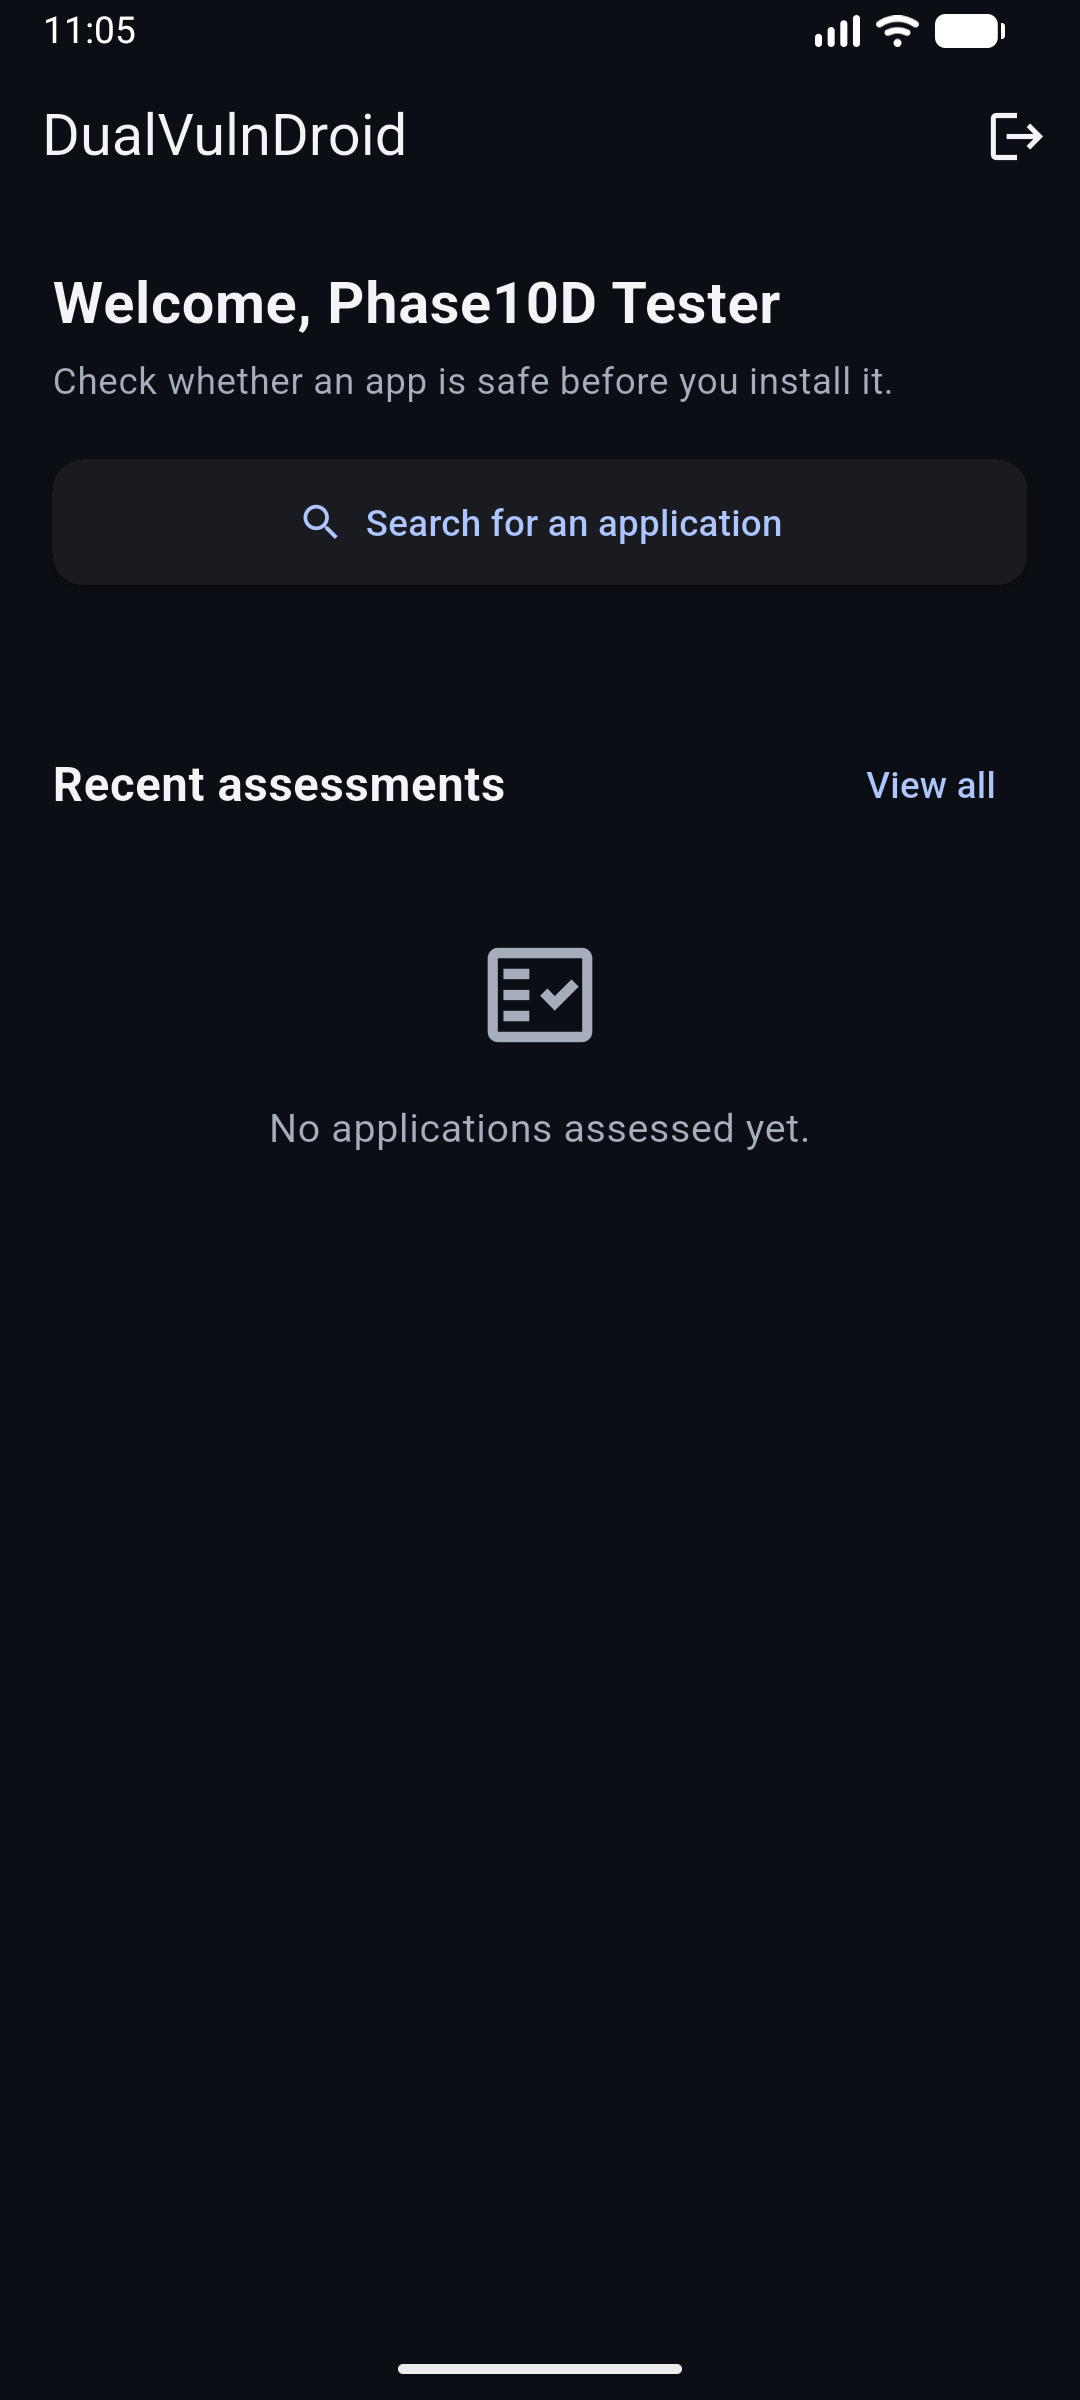 11:05
DualVulnDroid
Welcome, Phase10D Tester
Check whether an app is safe before you install it.
Search for an application
Recent assessments
View all
No applications assessed yet.